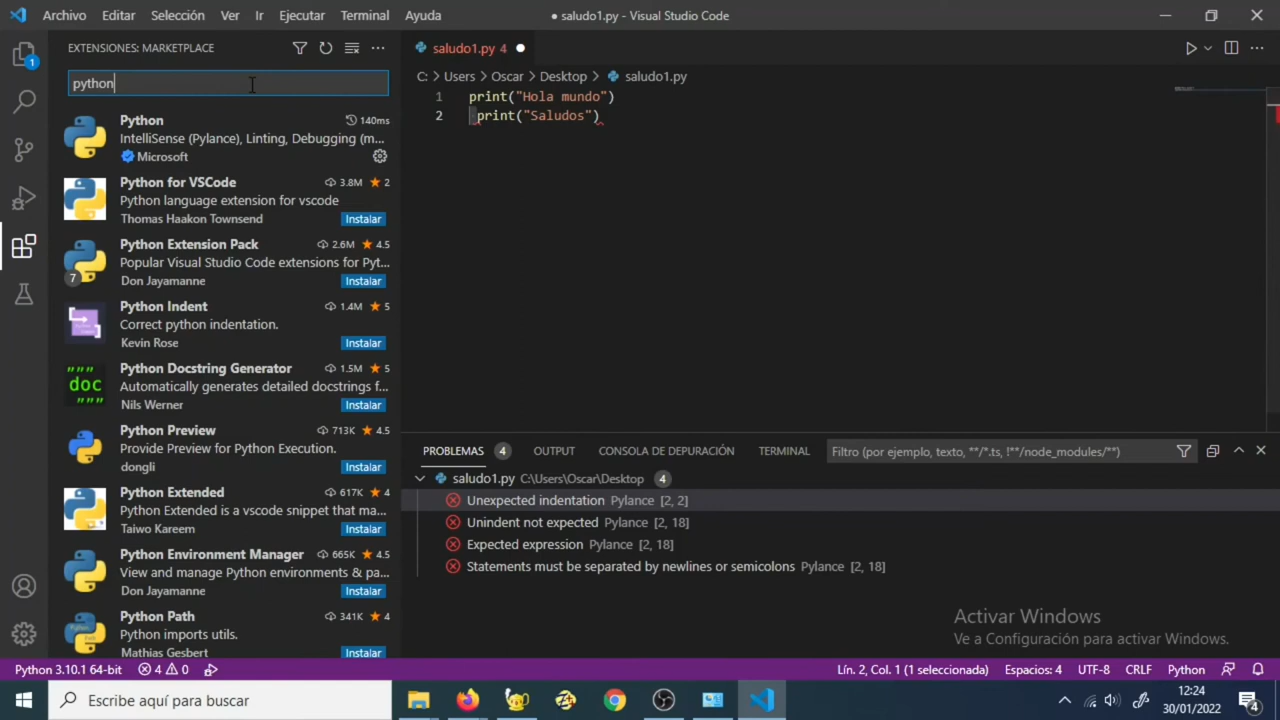 Archivo Editar Selección Ver Ir Ejecutar Terminal Ayuda
● saludo1.py - Visual Studio Code
1
EXTENSIONES: MARKETPLACE
python
Python 140ms
IntelliSense (Pylance), Linting, Debugging (m...
Microsoft
Python for VSCode 3.8M ★ 2
Python language extension for vscode
Thomas Haakon Townsend Instalar
Python Extension Pack 2.6M ★ 4.5
Popular Visual Studio Code extensions for Pyt...
7 Don Jayamanne Instalar
Python Indent 1.4M ★ 5
Correct python indentation.
Kevin Rose Instalar
""" doc """
Python Docstring Generator 1.5M ★ 5
Automatically generates detailed docstrings f...
Nils Werner Instalar
Python Preview 713K ★ 4.5
Provide Preview for Python Execution.
dongli Instalar
Python Extended 617K ★ 4
Python Extended is a vscode snippet that ma...
Taiwo Kareem Instalar
Python Environment Manager 665K ★ 4.5
View and manage Python environments & pa...
Don Jayamanne Instalar
Python Path 341K ★ 4
Python imports utils.
Mathias Gesbert Instalar
saludo1.py 4 ●
C: > Users > Oscar > Desktop > saludo1.py
1 print("Hola mundo")
2 print("Saludos")
PROBLEMAS 4 OUTPUT CONSOLA DE DEPURACIÓN TERMINAL Filtro (por ejemplo, texto, **/*.ts, !**/node_modules/**)
saludo1.py C:\Users\Oscar\Desktop 4
Unexpected indentation Pylance [2, 2]
Unindent not expected Pylance [2, 18]
Expected expression Pylance [2, 18]
Statements must be separated by newlines or semicolons Pylance [2, 18]
Activar Windows
Ve a Configuración para activar Windows.
Python 3.10.1 64-bit 4 0 Lín. 2, Col. 1 (1 seleccionada) Espacios: 4 UTF-8 CRLF Python
Escribe aquí para buscar
12:24
30/01/2022
4